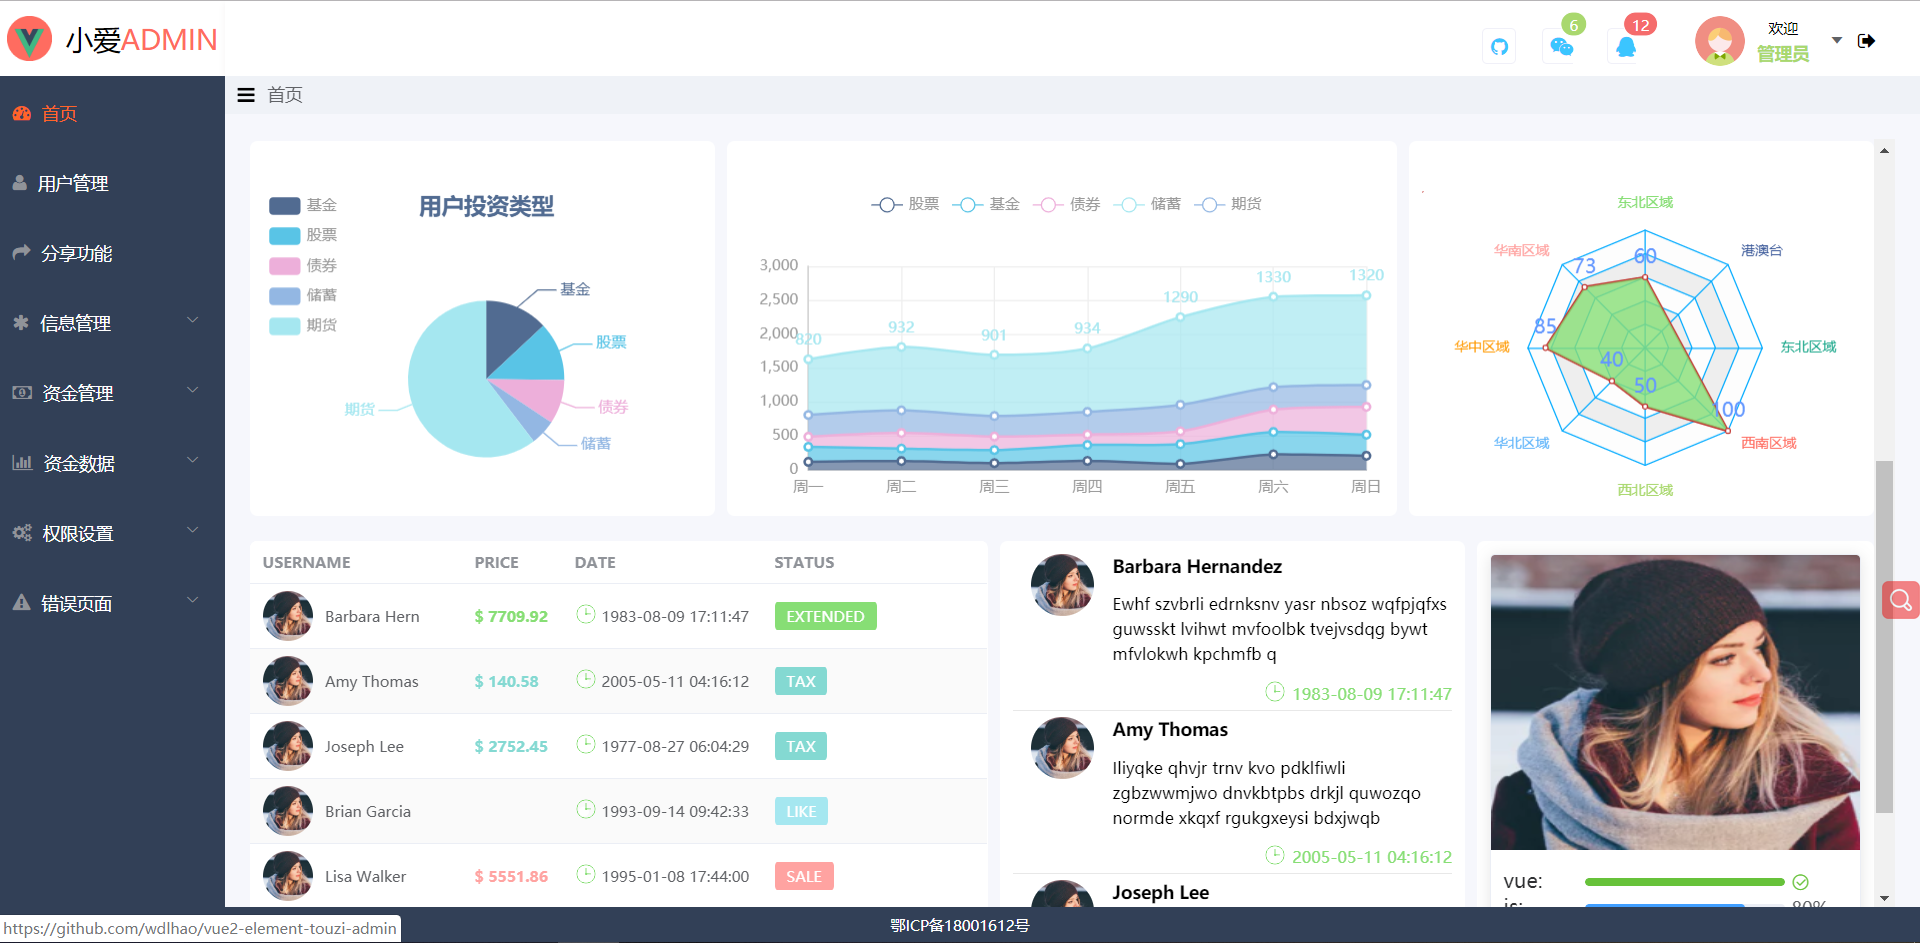 小爱ADMIN
6
12
欢迎
管理员
首页
用户管理
分享功能
信息管理
资金管理
资金数据
权限设置
错误页面
首页
用户投资类型
基金
股票
债券
储蓄
期货
基金
股票
债券
储蓄
期货
股票 基金 债券 储蓄 期货
3,000
2,500
2,000
1,500
1,000
500
0
820 932 901 934 1290 1330 1320
周一 周二 周三 周四 周五 周六 周日
东北区域
华南区域
港澳台
华中区域
东北区域
华北区域
西南区域
西北区域
60
73
85
40
50
100
USERNAME PRICE DATE STATUS
Barbara Hern $ 7709.92 1983-08-09 17:11:47 EXTENDED
Amy Thomas $ 140.58 2005-05-11 04:16:12 TAX
Joseph Lee $ 2752.45 1977-08-27 06:04:29 TAX
Brian Garcia 1993-09-14 09:42:33 LIKE
Lisa Walker $ 5551.86 1995-01-08 17:44:00 SALE
Barbara Hernandez
Ewhf szvbrli edrnksnv yasr nbsoz wqfpjqfxs
guwsskt lvihwt mvfoolbk tvejvsdqg bywt
mfvlokwh kpchmfb q
1983-08-09 17:11:47
Amy Thomas
Iliyqke qhvjr trnv kvo pdklfiwli
zgbzwwmjwo dnvkbtpbs drkjl quwozqo
normde xkqxf rgukgxeysi bdxjwqb
2005-05-11 04:16:12
Joseph Lee
vue:
js:
80%
鄂ICP备18001612号
https://github.com/wdlhao/vue2-element-touzi-admin